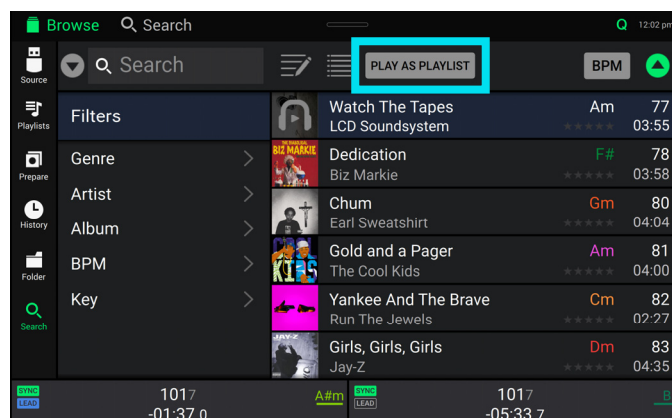 Browse Search Q 12:02 pm
Source
Search
PLAY AS PLAYLIST
BPM
Playlists
Prepare
History
Folder
Search
Filters
Genre
Artist
Album
BPM
Key
Watch The Tapes Am 77
LCD Soundsystem 03:55
BIZ MARKIE
Dedication F# 78
Biz Markie 03:58
Chum Gm 80
Earl Sweatshirt 04:04
KIDS
Gold and a Pager Am 81
The Cool Kids 04:00
Yankee And The Brave Cm 82
Run The Jewels 02:27
JAY-Z
Girls, Girls, Girls Dm 83
Jay-Z 04:35
SYNC
LEAD
1017
-01:37.0
A#m
SYNC
LEAD
1017
-05:33.7
B